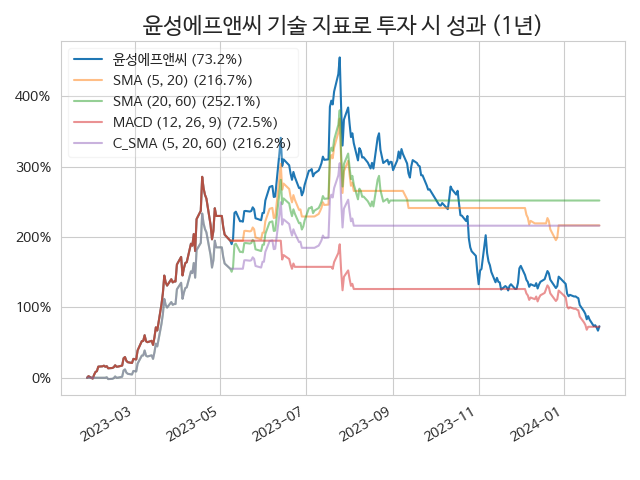 윤성에프앤씨 기술 지표로 투자 시 성과 (1년)
윤성에프앤씨 (73.2%)
SMA (5, 20) (216.7%)
SMA (20, 60) (252.1%)
MACD (12, 26, 9) (72.5%)
C_SMA (5, 20, 60) (216.2%)
400%
300%
200%
100%
0%
2023-03
2023-05
2023-07
2023-09
2023-11
2024-01